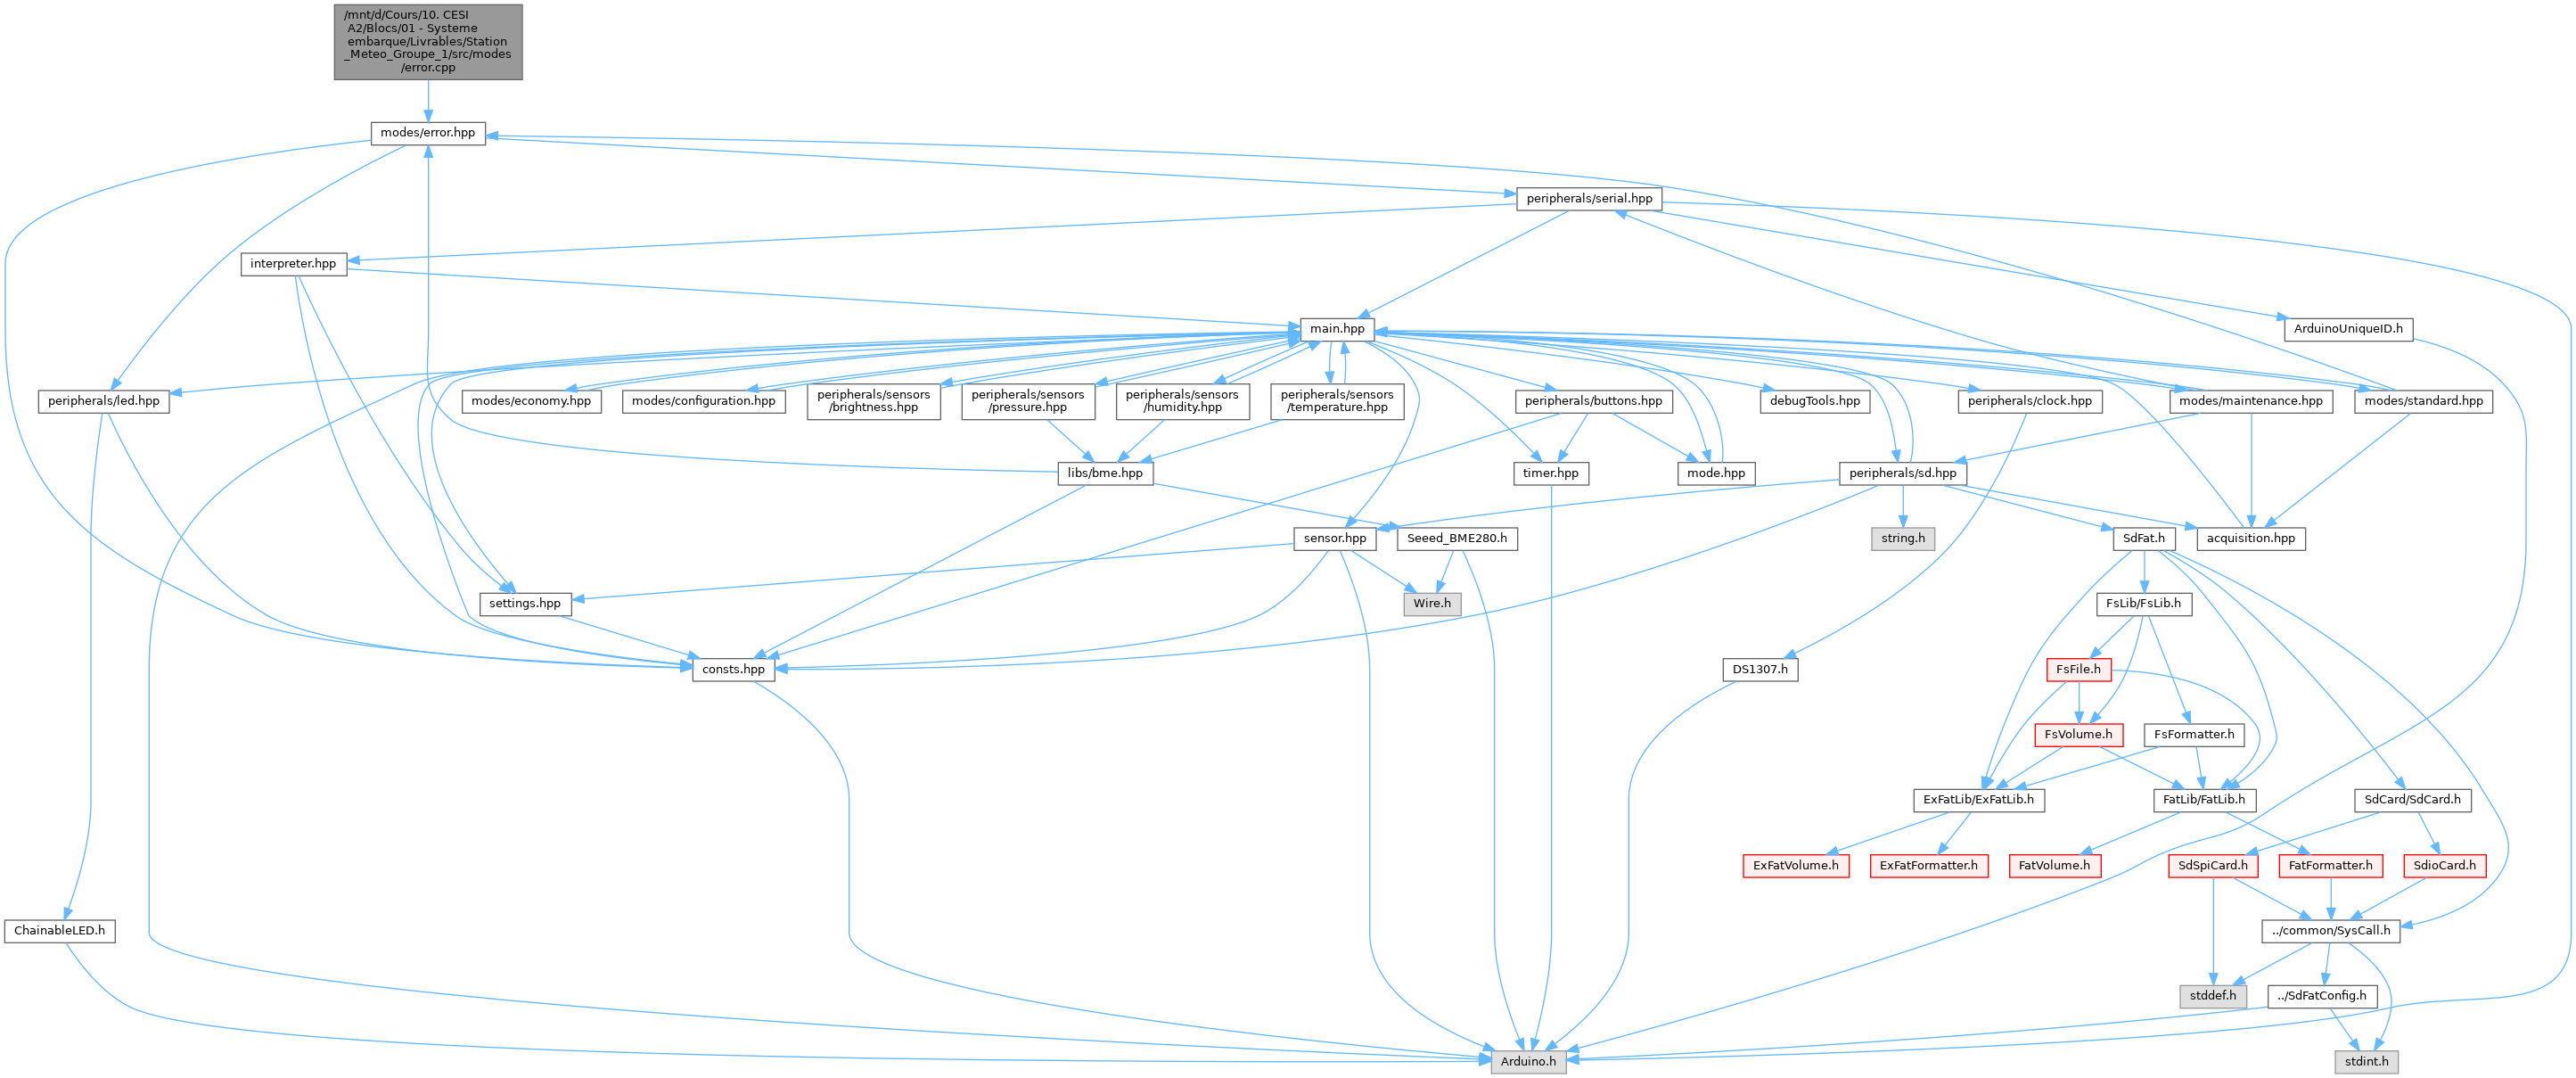 /mnt/d/Cours/10. CESI
A2/Blocs/01 - Systeme
embarque/Livrables/Station
_Meteo_Groupe_1/src/modes
/error.cpp
modes/error.hpp
peripherals/serial.hpp
interpreter.hpp
main.hpp
ArduinoUniqueID.h
peripherals/led.hpp
modes/economy.hpp
modes/configuration.hpp
peripherals/sensors
/brightness.hpp
peripherals/sensors
/pressure.hpp
peripherals/sensors
/humidity.hpp
peripherals/sensors
/temperature.hpp
peripherals/buttons.hpp
debugTools.hpp
peripherals/clock.hpp
modes/maintenance.hpp
modes/standard.hpp
libs/bme.hpp
timer.hpp
mode.hpp
peripherals/sd.hpp
sensor.hpp
Seeed_BME280.h
string.h
SdFat.h
acquisition.hpp
settings.hpp
Wire.h
FsLib/FsLib.h
consts.hpp
DS1307.h
FsFile.h
FsVolume.h
FsFormatter.h
ExFatLib/ExFatLib.h
FatLib/FatLib.h
SdCard/SdCard.h
ExFatVolume.h
ExFatFormatter.h
FatVolume.h
SdSpiCard.h
FatFormatter.h
SdioCard.h
ChainableLED.h
../common/SysCall.h
stddef.h
../SdFatConfig.h
Arduino.h
stdint.h